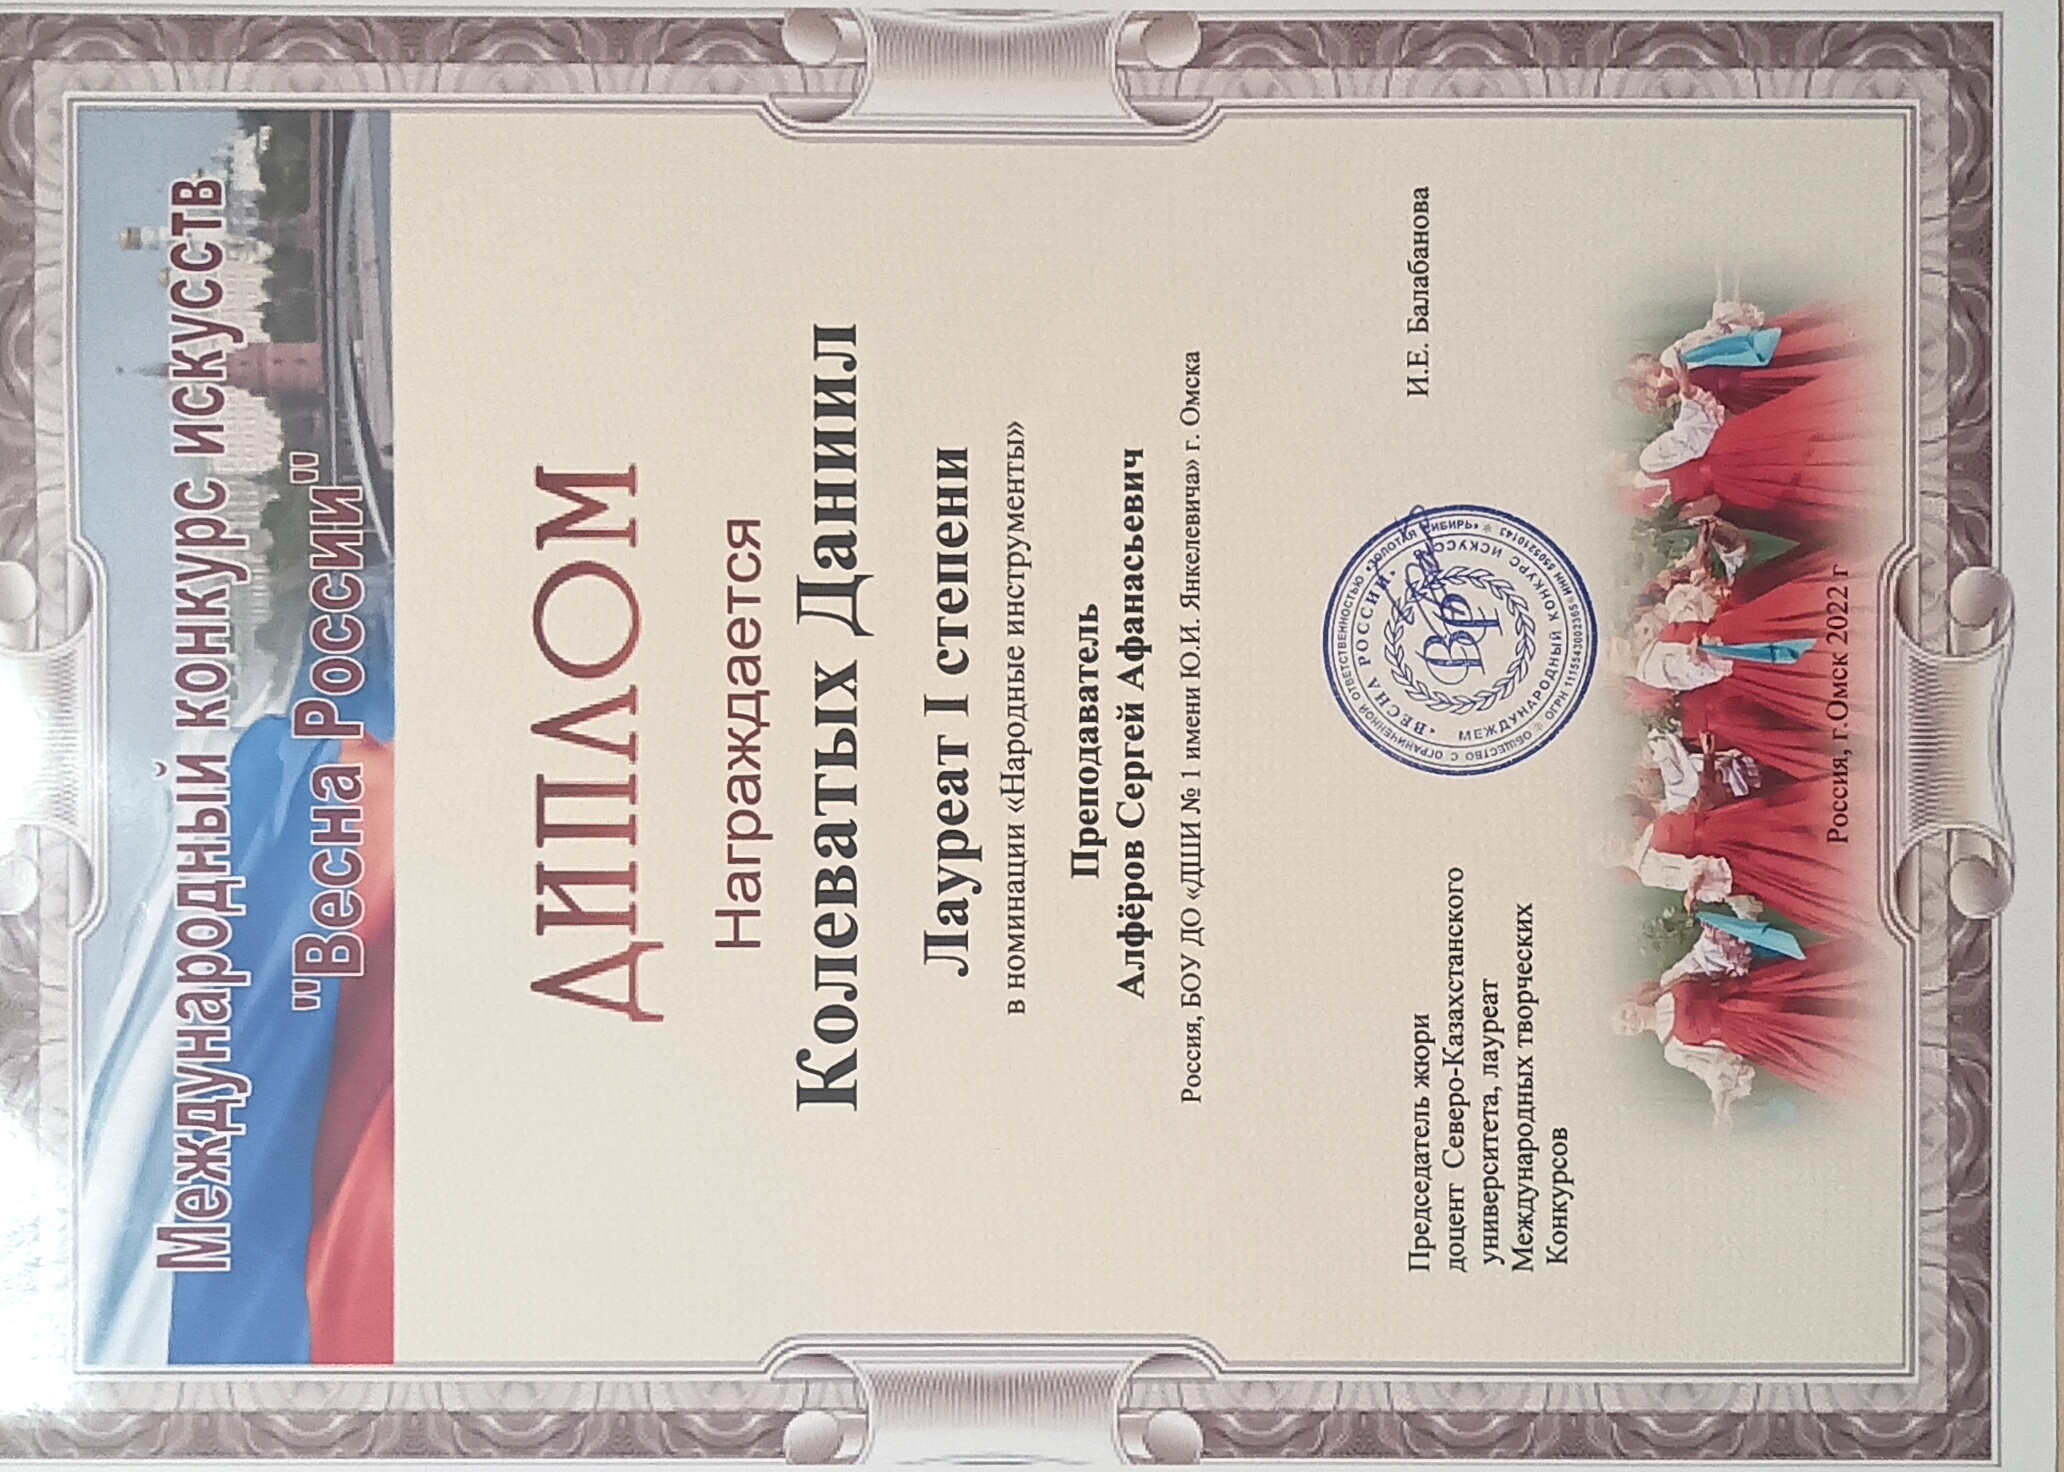 Международный конкурс искусств
"Весна России"
ДИПЛОМ
Награждается
Колеватых Даниил
Лауреат I степени
в номинации «Народные инструменты»
Преподаватель
Алфёров Сергей Афанасьевич
Россия, БОУ ДО «ДШИ № 1 имени Ю.И. Янкелевича» г. Омска
Председатель жюри
доцент Северо-Казахстанского
университета, лауреат
Международных творческих
Конкурсов
ОБЩЕСТВО С ОГРАНИЧЕННОЙ ОТВЕТСТВЕННОСТЬЮ «ЗОЛОТАЯ СИБИРЬ»
ОГРН 1115543002365 * ИНН 5505210143 *
«ВЕСНА РОССИИ»
МЕЖДУНАРОДНЫЙ КОНКУРС ИСКУССТВ
ВР
И.Е. Балабанова
Россия, г.Омск 2022 г